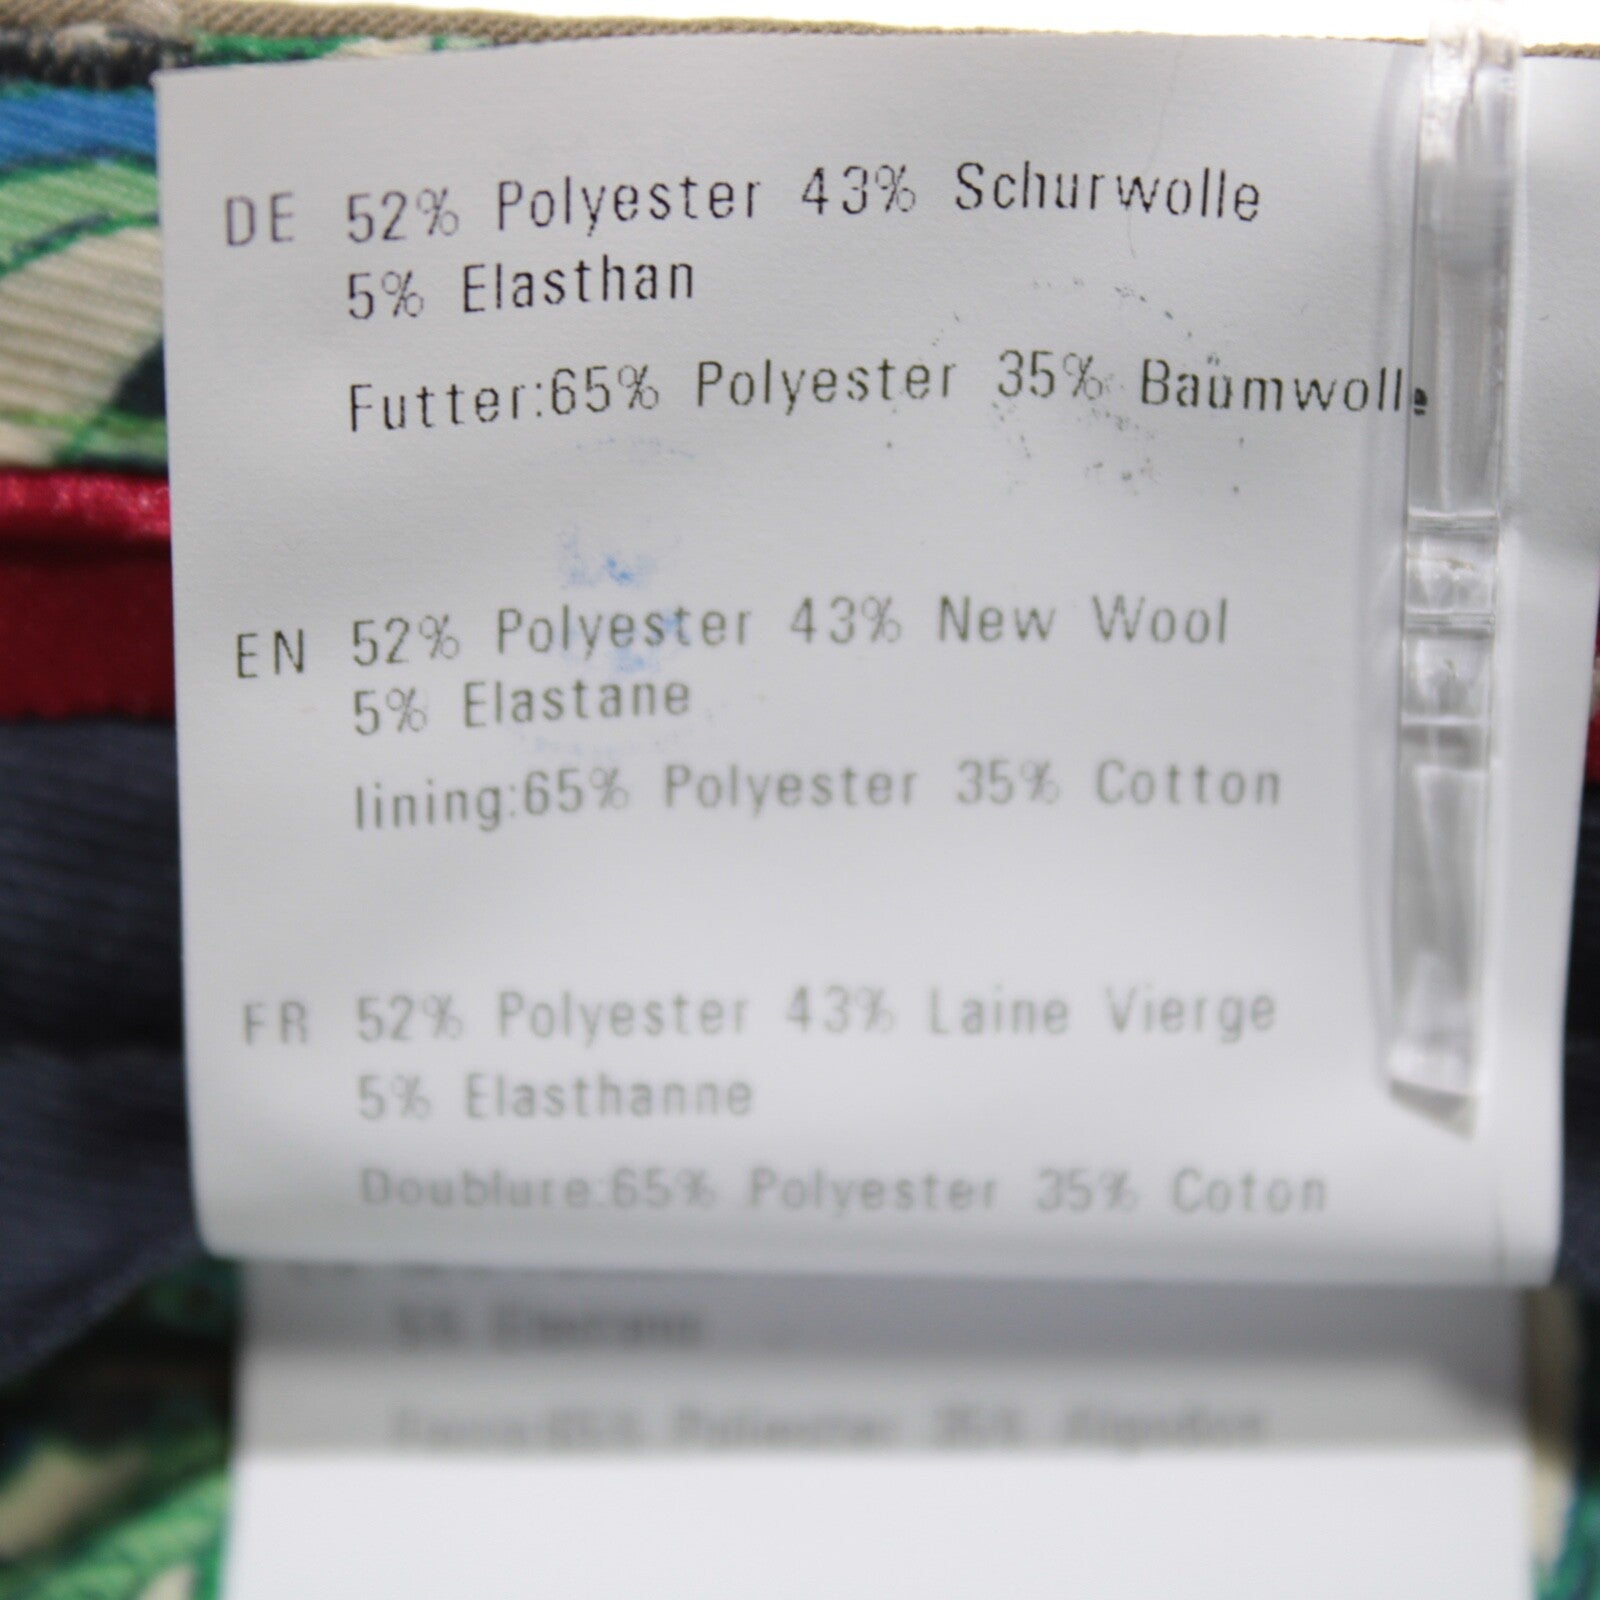 DE 52% Polyester 43% Schurwolle
5% Elasthan
Futter:65% Polyester 35% Baümwoll.
EN 52% Polyester 43% New Wool
5% Elastane
lining:65% Polyester 35% Cotton
FR 52% Polyester 43% Laine Vierge
5% Elasthanne
Doublure:65% Polyester 35% Coton